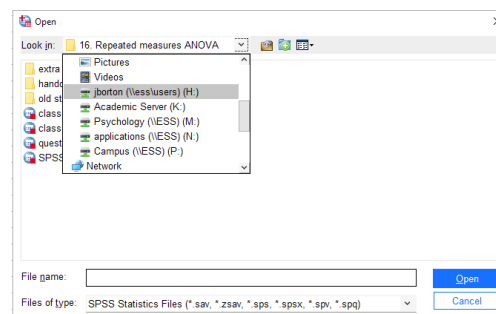 Open
Look in: 16. Repeated measures ANOVA
Pictures
extra
Videos
hando
jborton (\\ess\users) (H:)
old st
Academic Server (K:)
class
Psychology (\\ESS) (M:)
class
applications (\\ESS) (N:)
quest
Campus (\\ESS) (P:)
SPSS
Network
File name:
Open
Files of type: SPSS Statistics Files (*.sav, *.zsav, *.sps, *.spsx, *.spv, *.spq)
Cancel